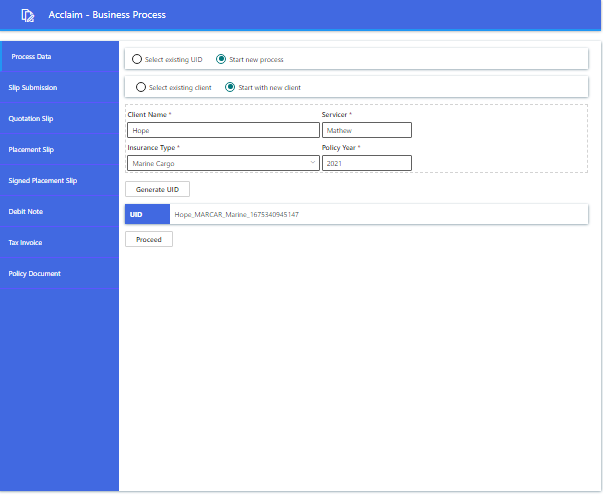 Acclaim - Business Process
Process Data
Slip Submission
Quotation Slip
Placement Slip
Signed Placement Slip
Debit Note
Tax Invoice
Policy Document
Select existing UID Start new process
Select existing client Start with new client
Client Name * Servicer *
Hope Mathew
Insurance Type * Policy Year *
Marine Cargo 2021
Generate UID
UID Hope_MARCAR_Marine_1675340945147
Proceed